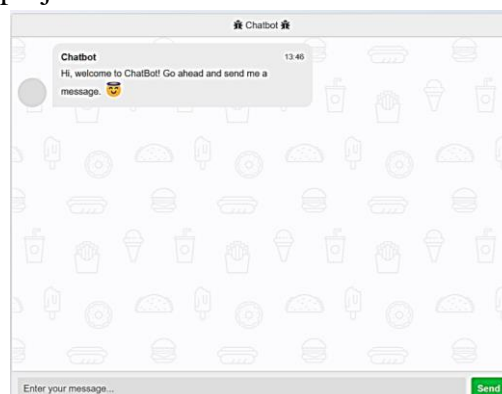 Chatbot
Chatbot
13:46
Hi, welcome to ChatBot! Go ahead and send me a
message. 😇
Enter your message...
Send